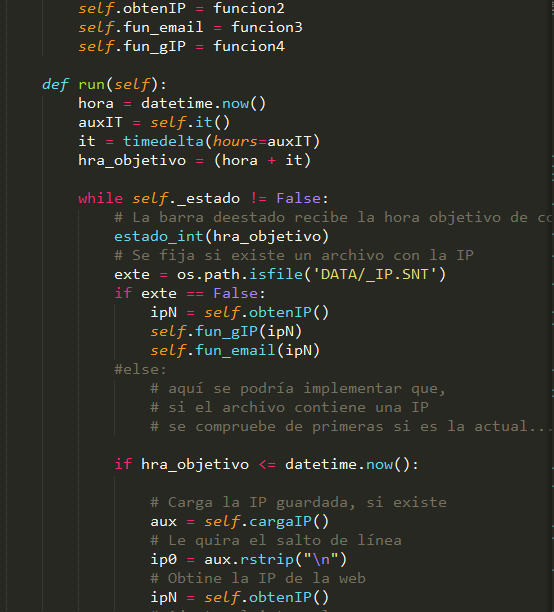 self.obtenIP = funcion2
self.fun_email = funcion3
self.fun_gIP = funcion4
def run(self):
hora = datetime.now()
auxIT = self.it()
it = timedelta(hours=auxIT)
hra_objetivo = (hora + it)
while self._estado != False:
# La barra deestado recibe la hora objetivo de co
estado_int(hra_objetivo)
# Se fija si existe un archivo con la IP
exte = os.path.isfile('DATA/_IP.SNT')
if exte == False:
ipN = self.obtenIP()
self.fun_gIP(ipN)
self.fun_email(ipN)
#else:
# aquí se podría implementar que,
# si el archivo contiene una IP
# se compruebe de primeras si es la actual...
if hra_objetivo <= datetime.now():
# Carga la IP guardada, si existe
aux = self.cargaIP()
# Le quira el salto de línea
ip0 = aux.rstrip("\n")
# Obtine la IP de la web
ipN = self.obtenIP()